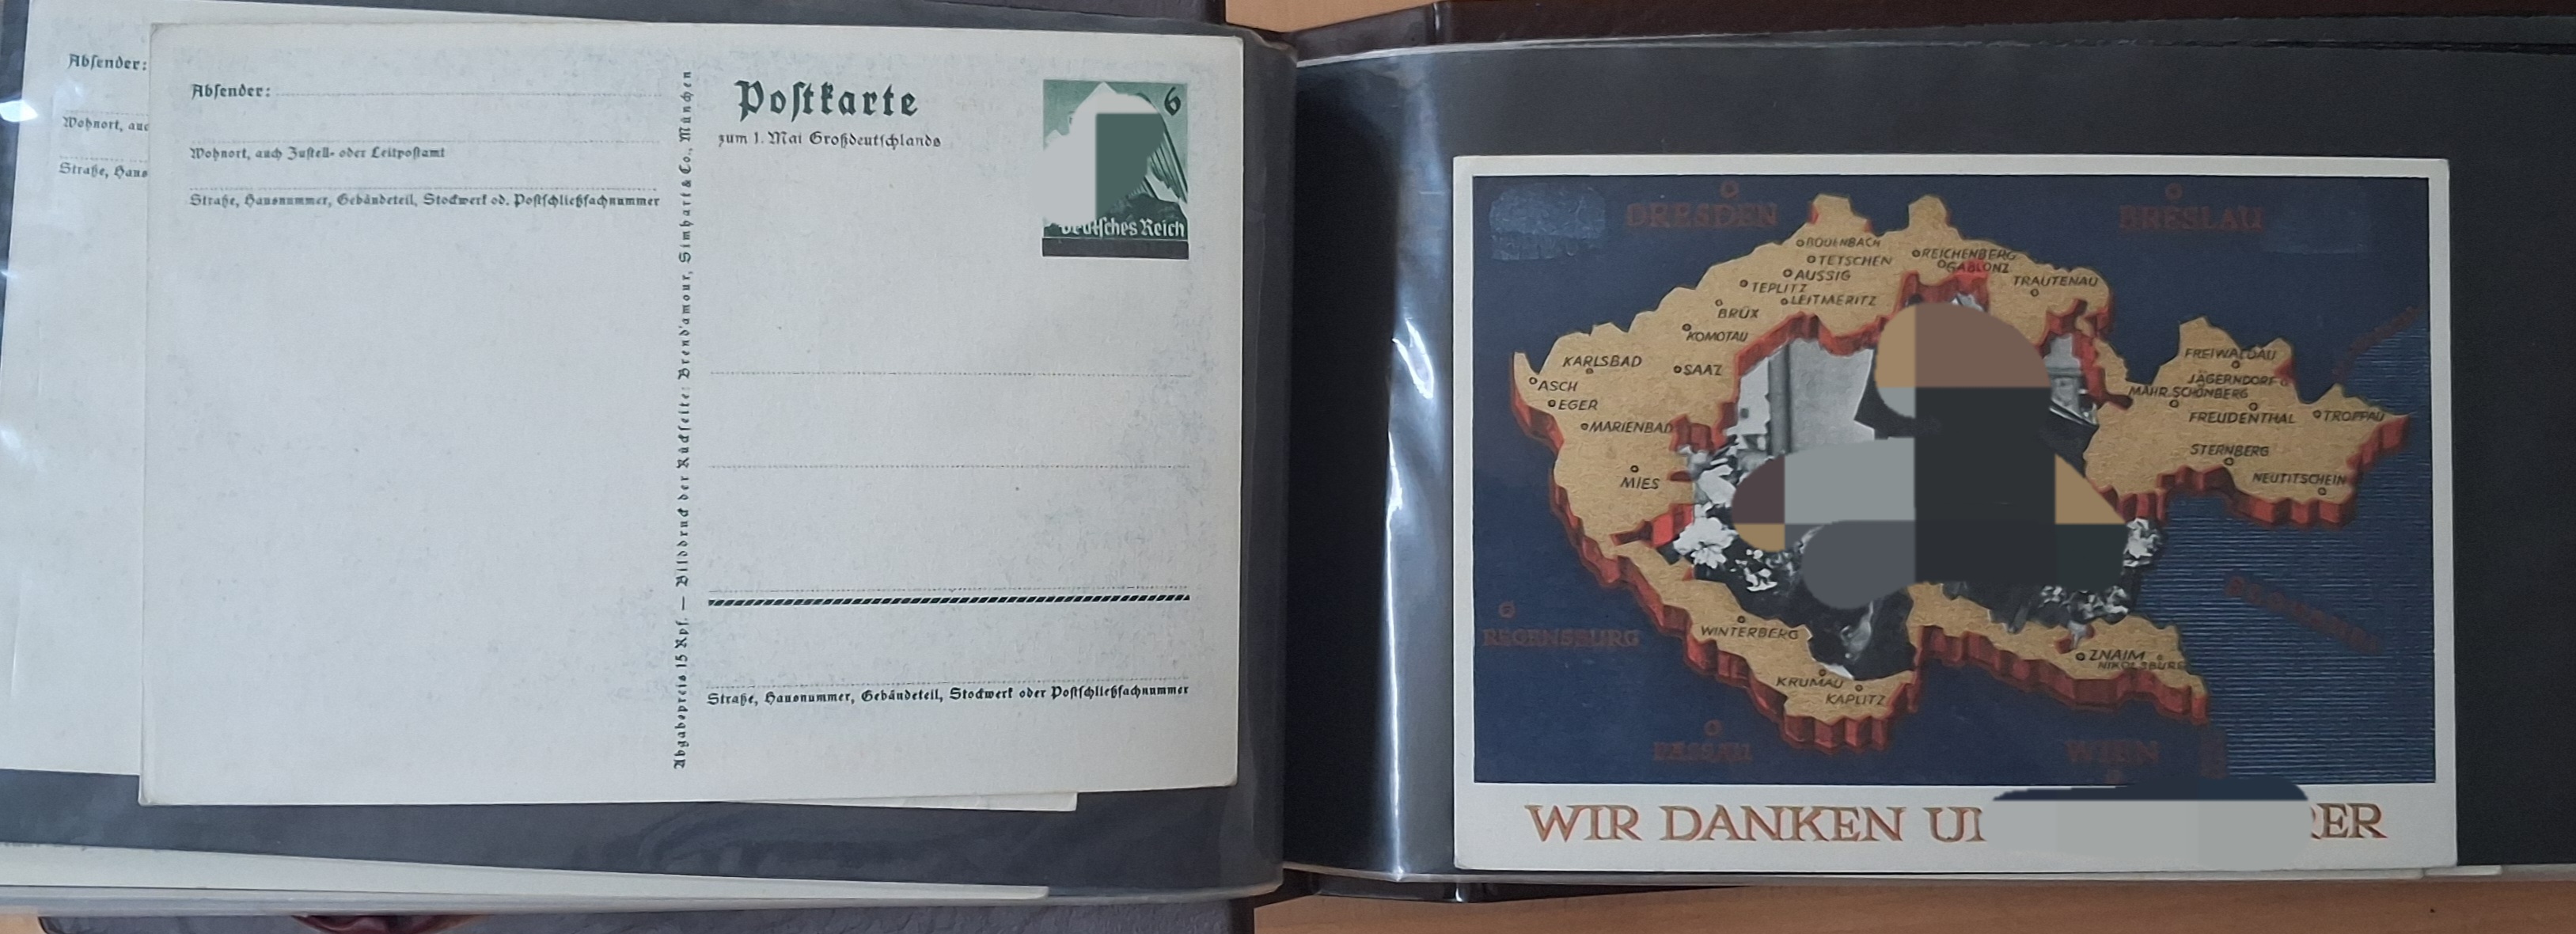 Absender:
Wohnort, auc
Straße, Haus
Absender:
Wohnort, auch Zustell- oder Leitpostamt
Straße, Hausnummer, Gebäudeteil, Stockwerk od. Postschließfachnummer
Abgabepreis 15 Rpf. — Bilddruck der Rückseite: Brend'amour, Simhart & Co., München
Postkarte
zum 1. Mai Großdeutschlands
6
Deutsches Reich
Straße, Hausnummer, Gebäudeteil, Stockwerk oder Postschließfachnummer
DRESDEN
BRESLAU
BODENBACH
TETSCHEN
AUSSIG
TEPLITZ
LEITMERITZ
BRÜX
KOMOTAU
REICHENBERG
GABLONZ
TRAUTENAU
KARLSBAD
SAAZ
ASCH
EGER
MARIENBAD
MIES
FREIWALDAU
JÄGERNDORF
MÄHR. SCHÖNBERG
FREUDENTHAL
TROPPAU
STERNBERG
NEUTITSCHEIN
REGENSBURG
WINTERBERG
ZNAIM
NIKOLSBURG
KRUMAU
KAPLITZ
PASSAU
WIEN
WIR DANKEN